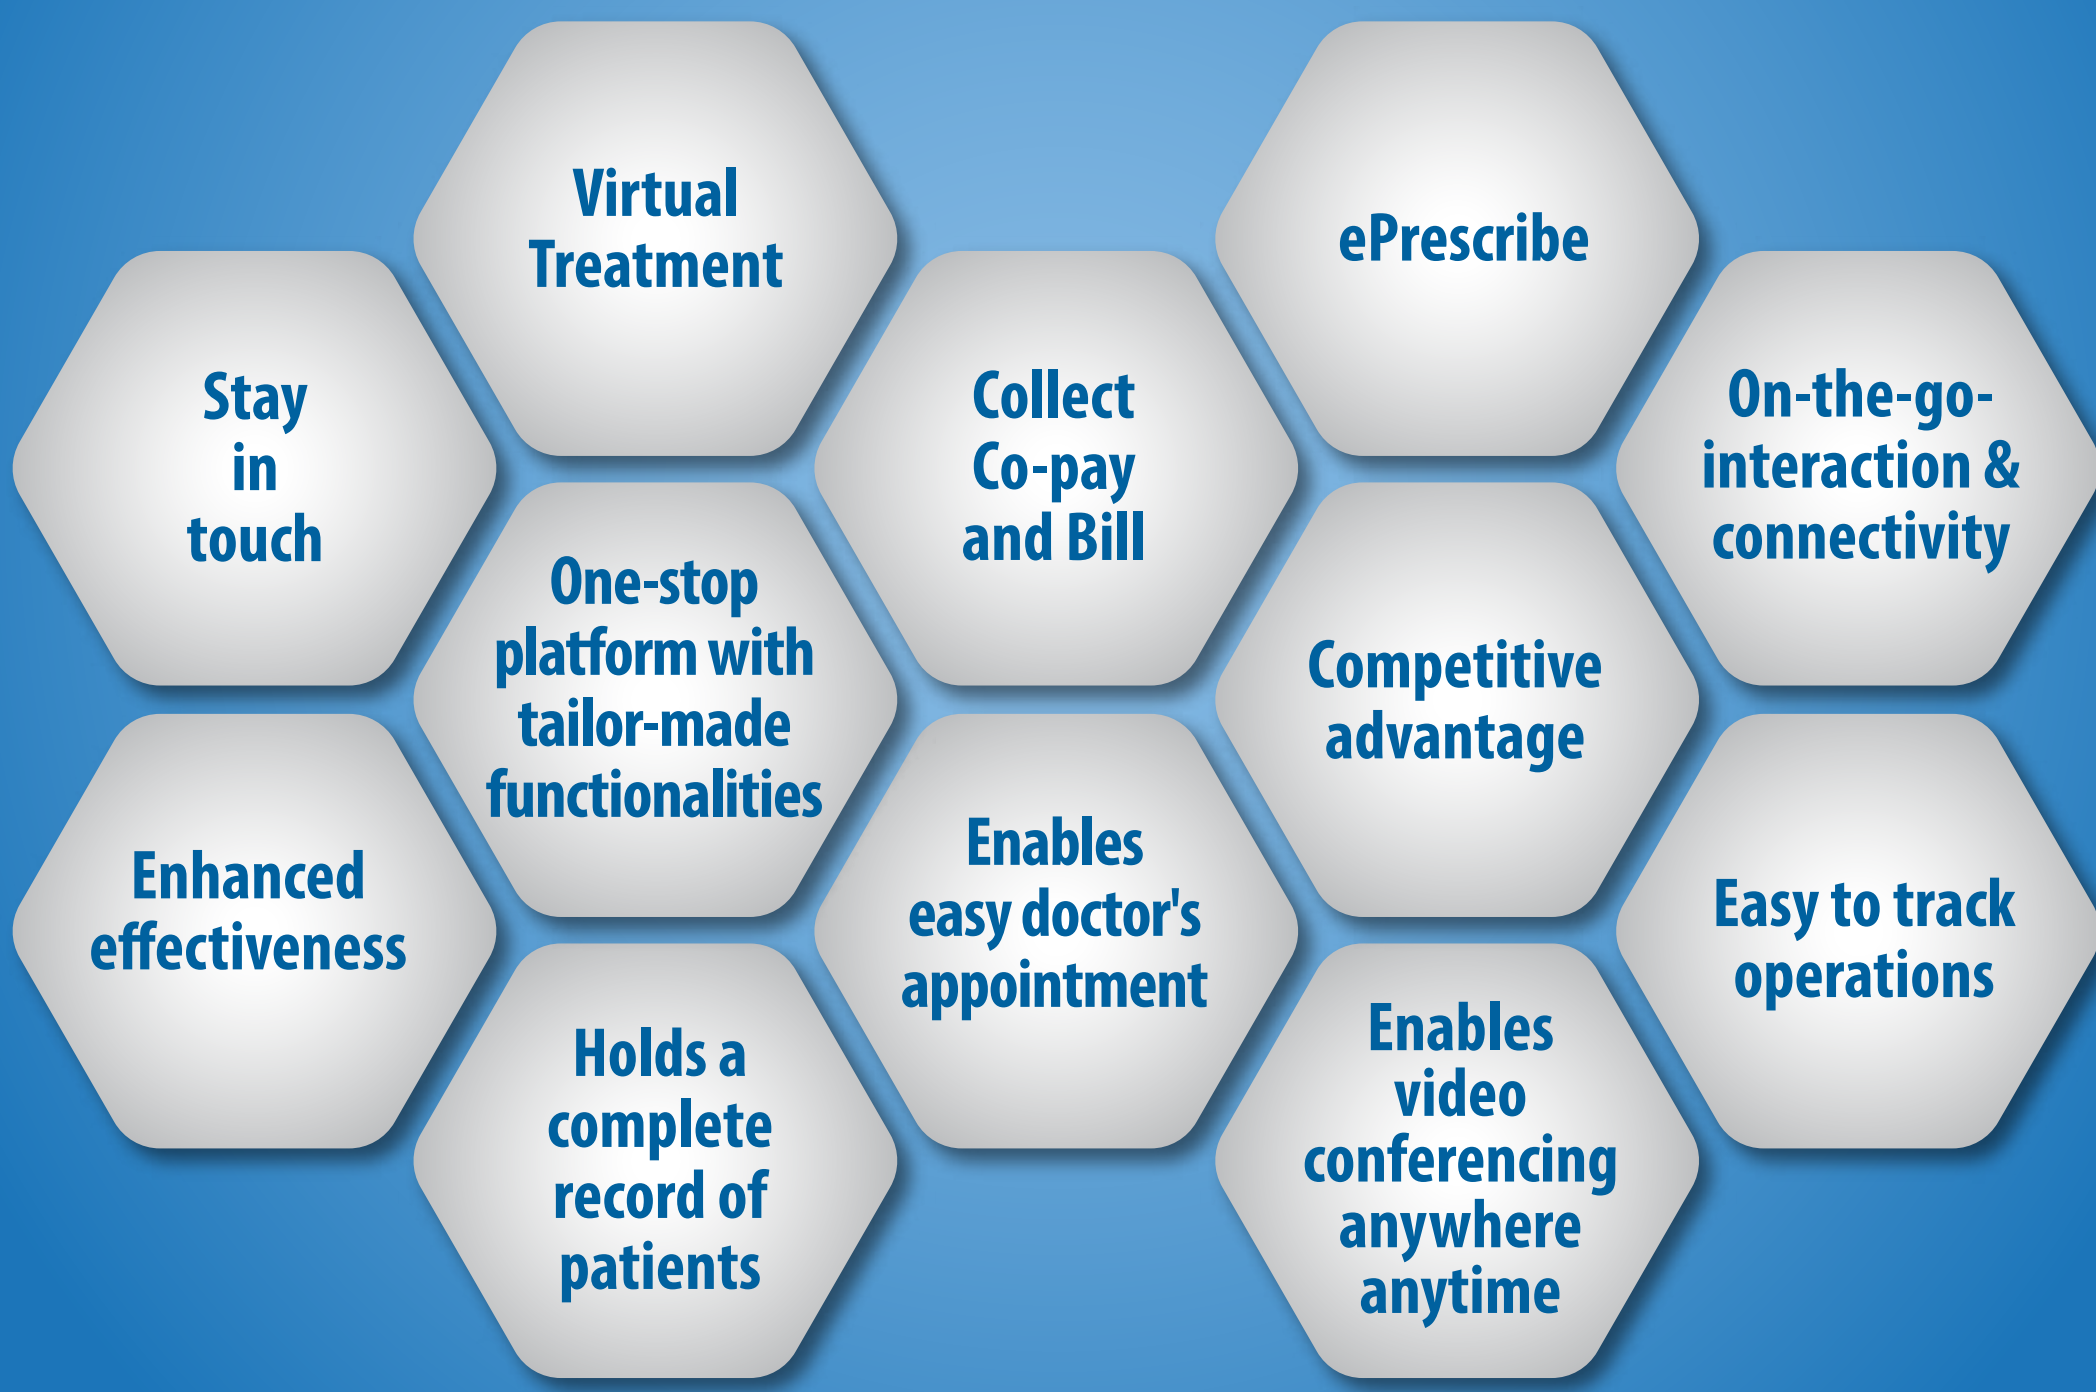 Virtual
Treatment
ePrescribe
Stay
in
touch
Collect
Co-pay
and Bill
On-the-go-
interaction &
connectivity
One-stop
platform with
tailor-made
functionalities
Competitive
advantage
Enhanced
effectiveness
Enables
easy doctor's
appointment
Easy to track
operations
Holds a
complete
record of
patients
Enables
video
conferencing
anywhere
anytime